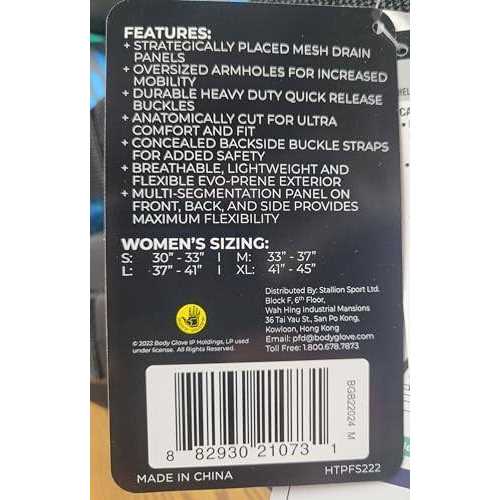 FEATURES:
+ STRATEGICALLY PLACED MESH DRAIN
PANELS
+ OVERSIZED ARMHOLES FOR INCREASED
MOBILITY
+ DURABLE HEAVY DUTY QUICK RELEASE
BUCKLES
+ ANATOMICALLY CUT FOR ULTRA
COMFORT AND FIT
+ CONCEALED BACKSIDE BUCKLE STRAPS
FOR ADDED SAFETY
+ BREATHABLE, LIGHTWEIGHT AND
FLEXIBLE EVO-PRENE EXTERIOR
+ MULTI-SEGMENTATION PANEL ON
FRONT, BACK, AND SIDE PROVIDES
MAXIMUM FLEXIBILITY
WOMEN'S SIZING:
S: 30" - 33" | M: 33" - 37"
L: 37" - 41" | XL: 41" - 45"
Distributed By: Stallion Sport Ltd.
Block F, 6th Floor,
Wah Hing Industrial Mansions
36 Tai Yau St., San Po Kong,
Kowloon, Hong Kong
Email: pfd@bodyglove.com
Toll Free: 1.800.678.7873
© 2022 Body Glove IP Holdings, LP used
under license. All Rights Reserved.
BGB22024 M
8 82930 21073 1
MADE IN CHINA HTPFS222